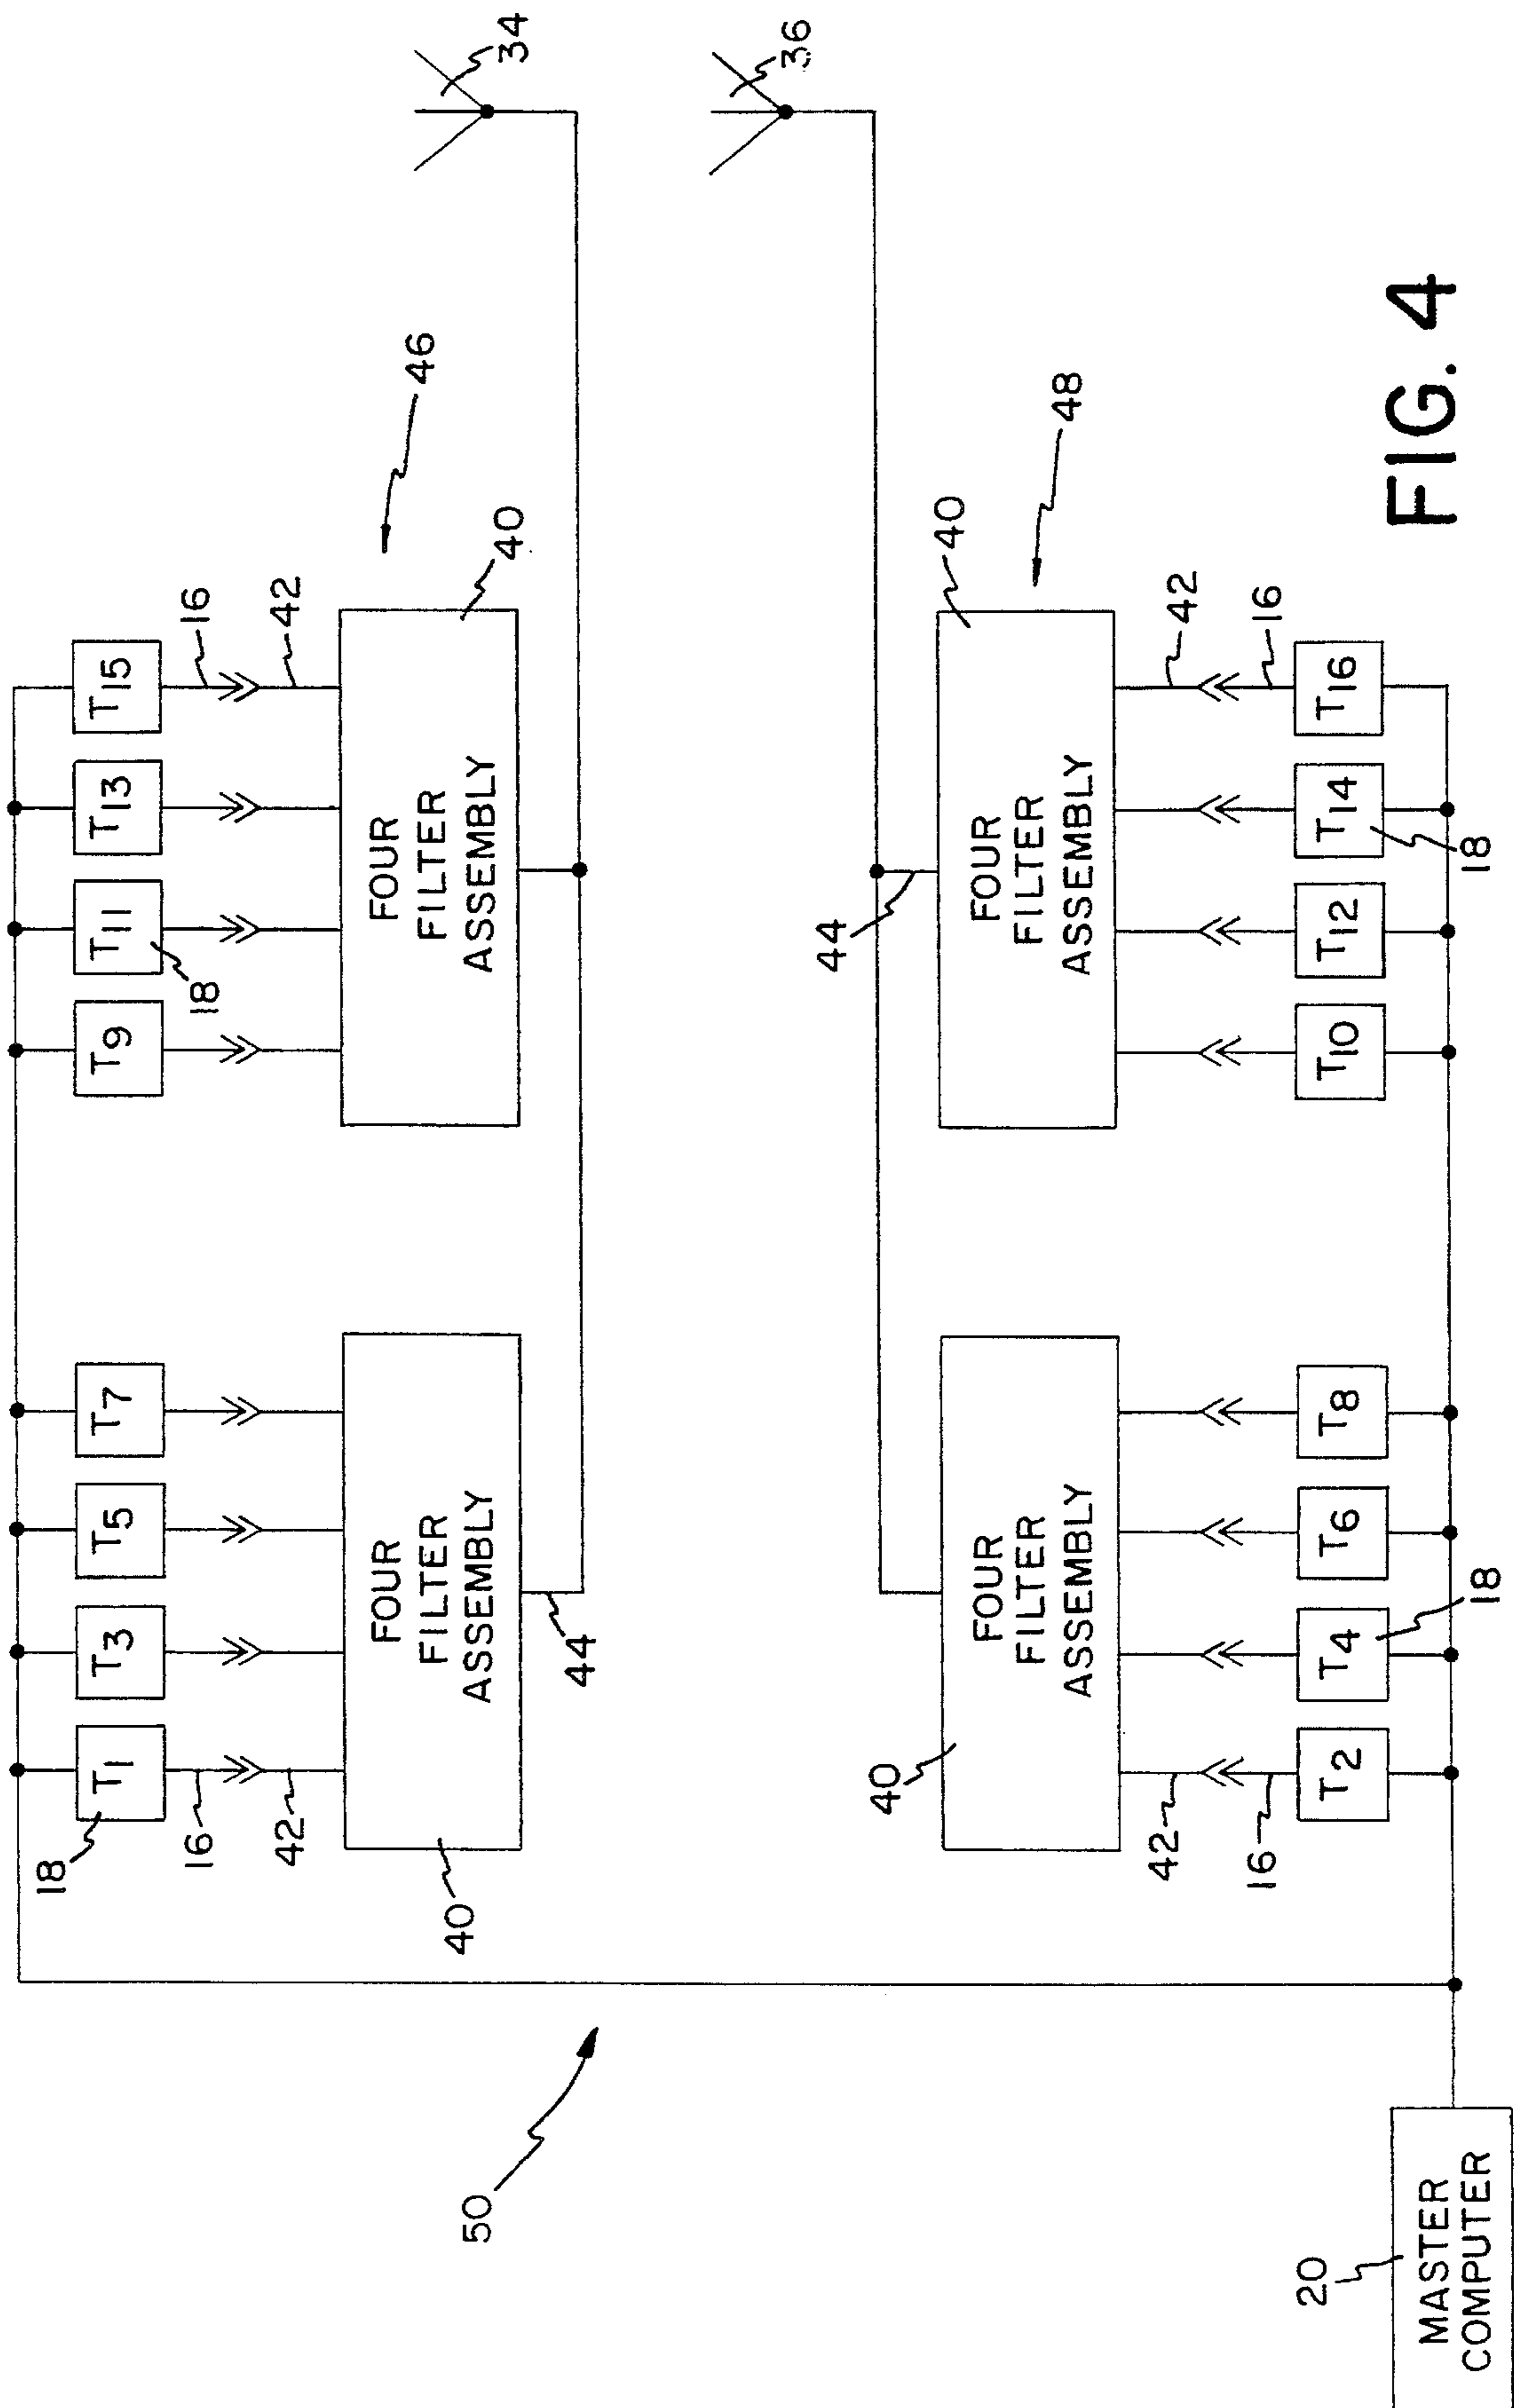 34
36
46
T15
T13
T11
T9
T7
T5
T3
T1
16
18
16
18
42
42
40
FOUR
FILTER
ASSEMBLY
FOUR
FILTER
ASSEMBLY
40
44
48
40
44
FOUR
FILTER
ASSEMBLY
40
FOUR
FILTER
ASSEMBLY
42
16
42
16
T16
T14
T12
T10
T8
T6
T4
T2
18
18
50
20
MASTER
COMPUTER
FIG. 4